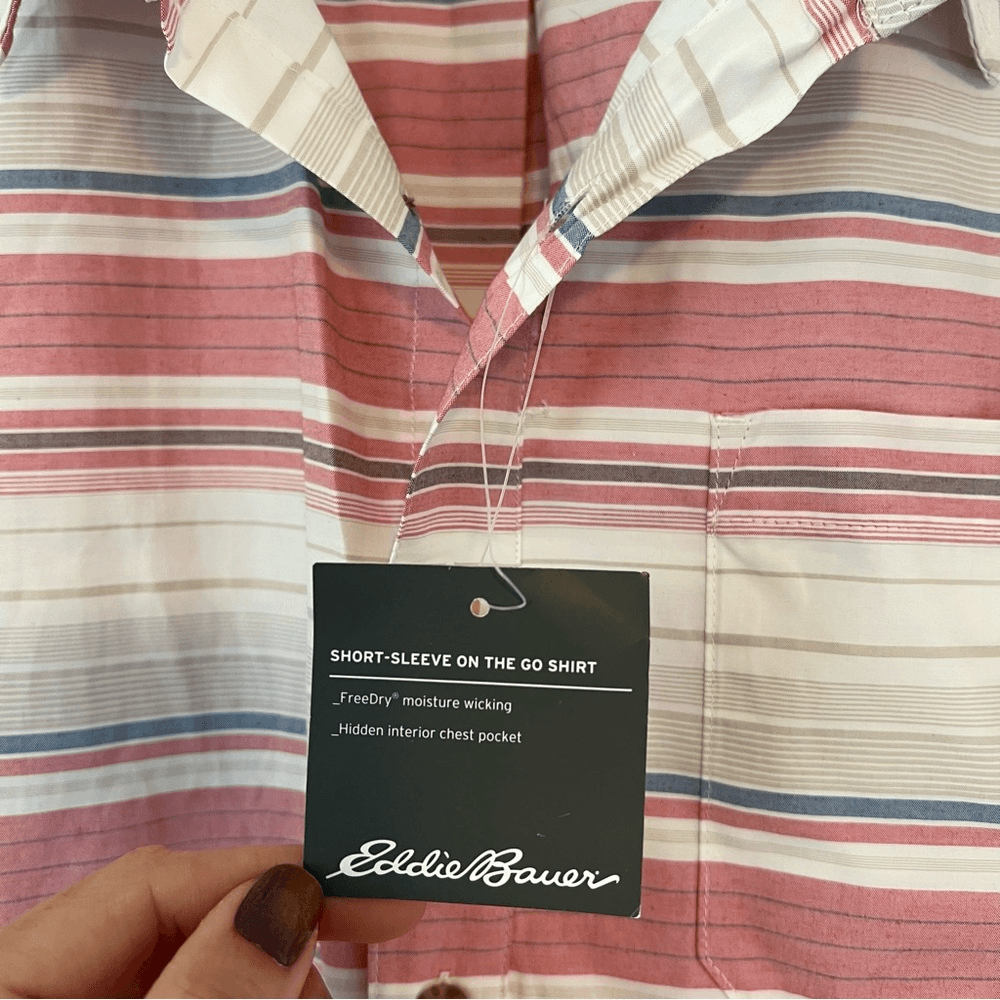 SHORT-SLEEVE ON THE GO SHIRT
_FreeDry® moisture wicking
_Hidden interior chest pocket
Eddie Bauer